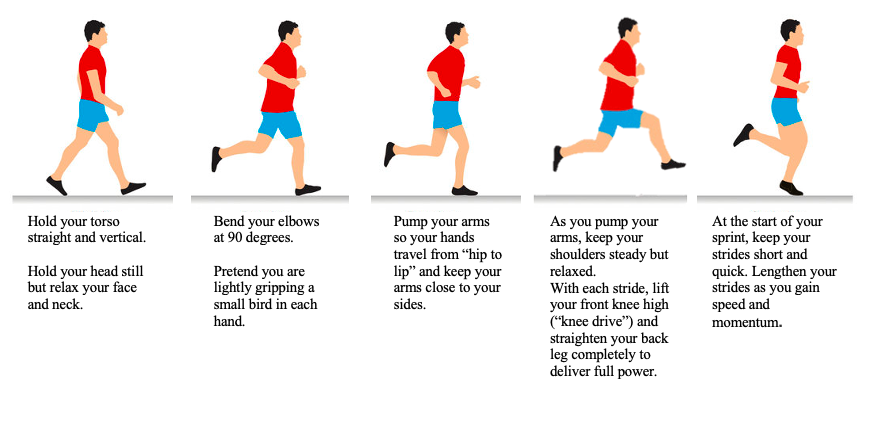 Hold your torso
straight and vertical.
Hold your head still
but relax your face
and neck.
Bend your elbows
at 90 degrees.
Pretend you are
lightly gripping a
small bird in each
hand.
Pump your arms
so your hands
travel from “hip to
lip” and keep your
arms close to your
sides.
As you pump your
arms, keep your
shoulders steady but
relaxed.
With each stride, lift
your front knee high
(“knee drive”) and
straighten your back
leg completely to
deliver full power.
At the start of your
sprint, keep your
strides short and
quick. Lengthen your
strides as you gain
speed and
momentum.